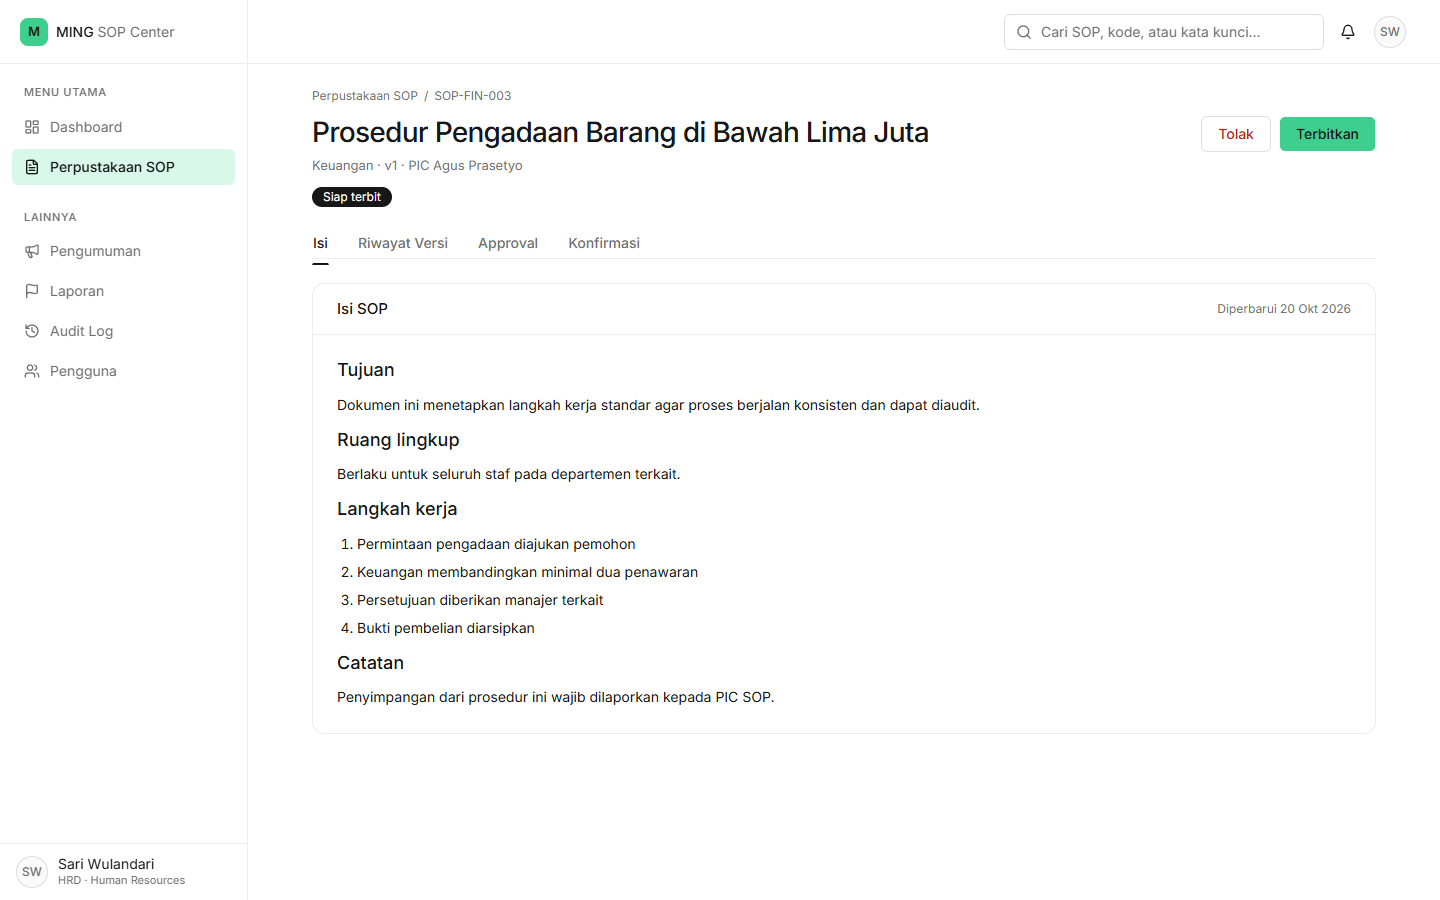 M MING SOP Center
Cari SOP, kode, atau kata kunci...
SW
MENU UTAMA
Dashboard
Perpustakaan SOP
LAINNYA
Pengumuman
Laporan
Audit Log
Pengguna
SW
Sari Wulandari
HRD · Human Resources
Perpustakaan SOP / SOP-FIN-003
Prosedur Pengadaan Barang di Bawah Lima Juta
Tolak
Terbitkan
Keuangan · v1 · PIC Agus Prasetyo
Siap terbit
Isi Riwayat Versi Approval Konfirmasi
Isi SOP
Diperbarui 20 Okt 2026
Tujuan
Dokumen ini menetapkan langkah kerja standar agar proses berjalan konsisten dan dapat diaudit.
Ruang lingkup
Berlaku untuk seluruh staf pada departemen terkait.
Langkah kerja
1. Permintaan pengadaan diajukan pemohon
2. Keuangan membandingkan minimal dua penawaran
3. Persetujuan diberikan manajer terkait
4. Bukti pembelian diarsipkan
Catatan
Penyimpangan dari prosedur ini wajib dilaporkan kepada PIC SOP.